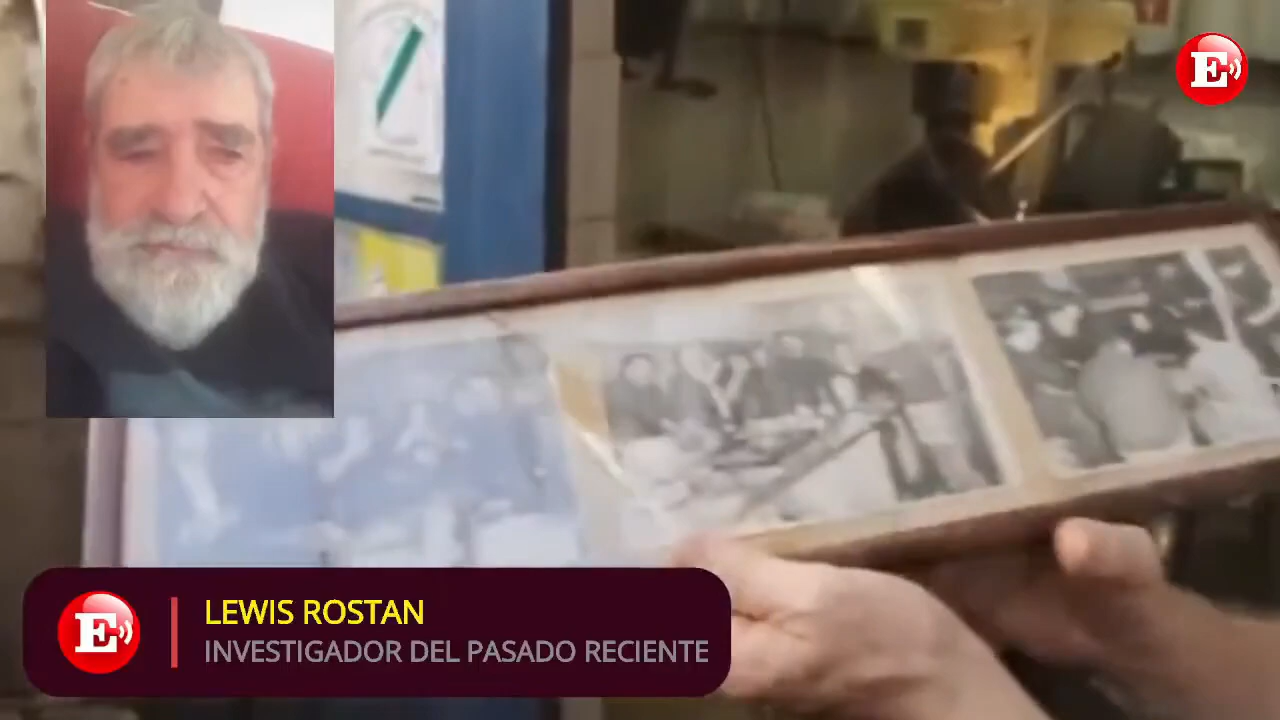 E
E
LEWIS ROSTAN
INVESTIGADOR DEL PASADO RECIENTE